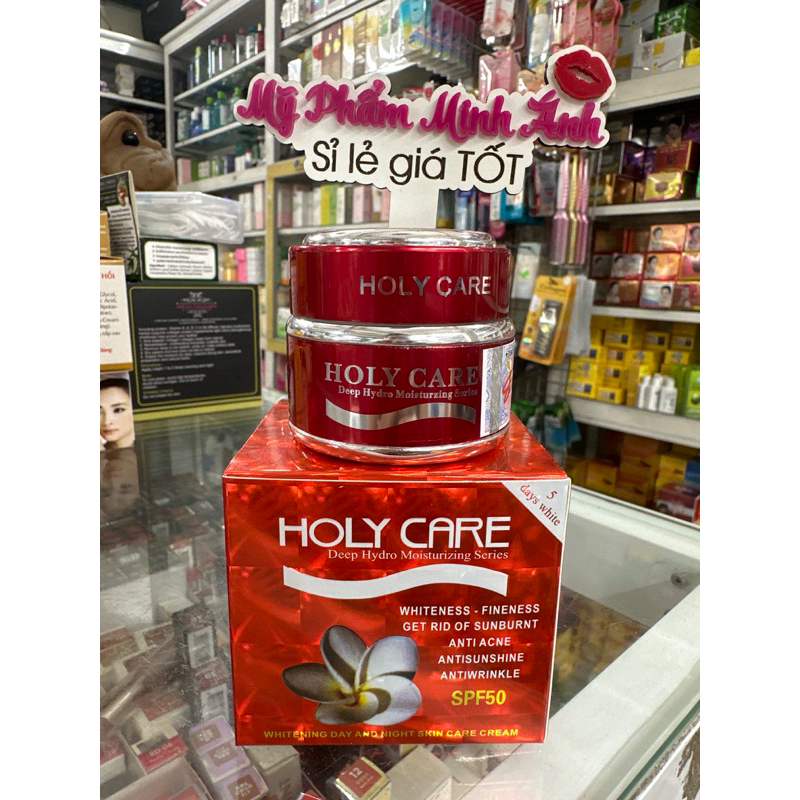 Mỹ Phẩm Minh Ánh
Sỉ lẻ giá TỐT
HOLY CARE
HOLY CARE
Deep Hydro Moisturzing Series
5
days white
HOLY CARE
Deep Hydro Moisturizing Series
WHITENESS - FINENESS
GET RID OF SUNBURNT
ANTI ACNE
ANTISUNSHINE
ANTIWRINKLE
SPF50
WHITENING DAY AND NIGHT SKIN CARE CREAM